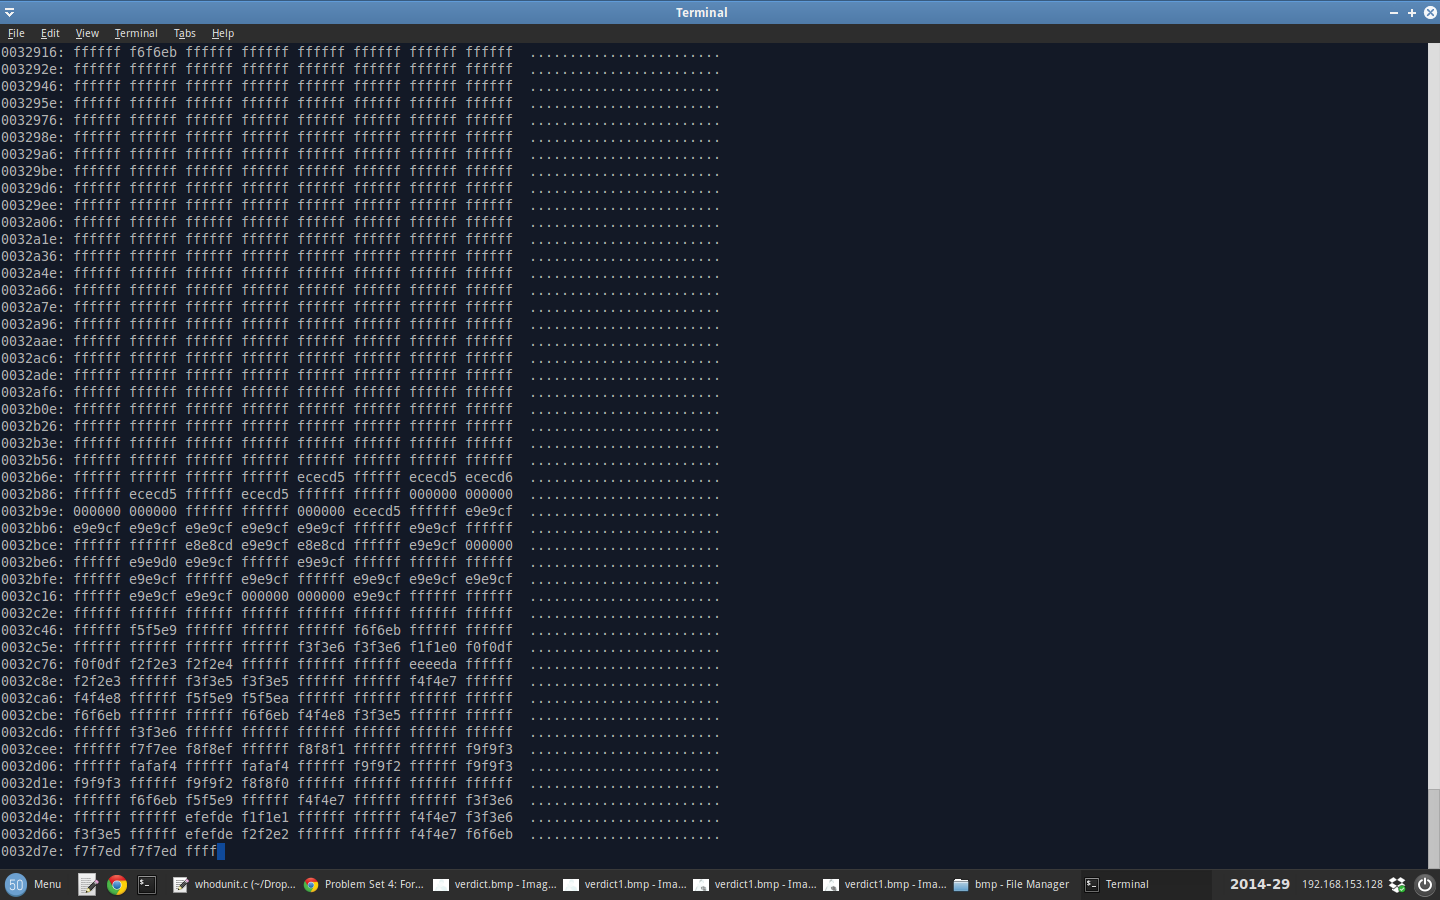 Terminal
File Edit View Terminal Tabs Help
0032916: ffffff f6f6eb ffffff ffffff ffffff ffffff ffffff ffffff ........................
003292e: ffffff ffffff ffffff ffffff ffffff ffffff ffffff ffffff ........................
0032946: ffffff ffffff ffffff ffffff ffffff ffffff ffffff ffffff ........................
003295e: ffffff ffffff ffffff ffffff ffffff ffffff ffffff ffffff ........................
0032976: ffffff ffffff ffffff ffffff ffffff ffffff ffffff ffffff ........................
003298e: ffffff ffffff ffffff ffffff ffffff ffffff ffffff ffffff ........................
00329a6: ffffff ffffff ffffff ffffff ffffff ffffff ffffff ffffff ........................
00329be: ffffff ffffff ffffff ffffff ffffff ffffff ffffff ffffff ........................
00329d6: ffffff ffffff ffffff ffffff ffffff ffffff ffffff ffffff ........................
00329ee: ffffff ffffff ffffff ffffff ffffff ffffff ffffff ffffff ........................
0032a06: ffffff ffffff ffffff ffffff ffffff ffffff ffffff ffffff ........................
0032a1e: ffffff ffffff ffffff ffffff ffffff ffffff ffffff ffffff ........................
0032a36: ffffff ffffff ffffff ffffff ffffff ffffff ffffff ffffff ........................
0032a4e: ffffff ffffff ffffff ffffff ffffff ffffff ffffff ffffff ........................
0032a66: ffffff ffffff ffffff ffffff ffffff ffffff ffffff ffffff ........................
0032a7e: ffffff ffffff ffffff ffffff ffffff ffffff ffffff ffffff ........................
0032a96: ffffff ffffff ffffff ffffff ffffff ffffff ffffff ffffff ........................
0032aae: ffffff ffffff ffffff ffffff ffffff ffffff ffffff ffffff ........................
0032ac6: ffffff ffffff ffffff ffffff ffffff ffffff ffffff ffffff ........................
0032ade: ffffff ffffff ffffff ffffff ffffff ffffff ffffff ffffff ........................
0032af6: ffffff ffffff ffffff ffffff ffffff ffffff ffffff ffffff ........................
0032b0e: ffffff ffffff ffffff ffffff ffffff ffffff ffffff ffffff ........................
0032b26: ffffff ffffff ffffff ffffff ffffff ffffff ffffff ffffff ........................
0032b3e: ffffff ffffff ffffff ffffff ffffff ffffff ffffff ffffff ........................
0032b56: ffffff ffffff ffffff ffffff ffffff ffffff ffffff ffffff ........................
0032b6e: ffffff ffffff ffffff ffffff ececd5 ffffff ececd5 ececd6 ........................
0032b86: ffffff ececd5 ffffff ececd5 ffffff ffffff 000000 000000 ........................
0032b9e: 000000 000000 ffffff ffffff 000000 ececd5 ffffff e9e9cf ........................
0032bb6: e9e9cf e9e9cf e9e9cf e9e9cf e9e9cf ffffff e9e9cf ffffff ........................
0032bce: ffffff ffffff e8e8cd e9e9cf e8e8cd ffffff e9e9cf 000000 ........................
0032be6: ffffff e9e9d0 e9e9cf ffffff e9e9cf ffffff ffffff ffffff ........................
0032bfe: ffffff e9e9cf ffffff e9e9cf ffffff e9e9cf e9e9cf e9e9cf ........................
0032c16: ffffff e9e9cf e9e9cf 000000 000000 e9e9cf ffffff ffffff ........................
0032c2e: ffffff ffffff ffffff ffffff ffffff ffffff ffffff ffffff ........................
0032c46: ffffff f5f5e9 ffffff ffffff ffffff f6f6eb ffffff ffffff ........................
0032c5e: ffffff ffffff ffffff ffffff f3f3e6 f3f3e6 f1f1e0 f0f0df ........................
0032c76: f0f0df f2f2e3 f2f2e4 ffffff ffffff ffffff eeeeda ffffff ........................
0032c8e: f2f2e3 ffffff f3f3e5 f3f3e5 ffffff ffffff f4f4e7 ffffff ........................
0032ca6: f4f4e8 ffffff f5f5e9 f5f5ea ffffff ffffff ffffff ffffff ........................
0032cbe: f6f6eb ffffff ffffff f6f6eb f4f4e8 f3f3e5 ffffff ffffff ........................
0032cd6: ffffff f3f3e6 ffffff ffffff ffffff ffffff ffffff ffffff ........................
0032cee: ffffff f7f7ee f8f8ef ffffff f8f8f1 ffffff ffffff f9f9f3 ........................
0032d06: ffffff fafaf4 ffffff fafaf4 ffffff f9f9f2 ffffff f9f9f3 ........................
0032d1e: f9f9f3 ffffff f9f9f2 f8f8f0 ffffff ffffff ffffff ffffff ........................
0032d36: ffffff f6f6eb f5f5e9 ffffff f4f4e7 ffffff ffffff f3f3e6 ........................
0032d4e: ffffff ffffff efefde f1f1e1 ffffff ffffff f4f4e7 f3f3e6 ........................
0032d66: f3f3e5 ffffff efefde f2f2e2 ffffff ffffff f4f4e7 f6f6eb ........................
0032d7e: f7f7ed f7f7ed ffff
50 Menu whodunit.c (~/Drop... Problem Set 4: For... verdict.bmp - Imag... verdict1.bmp - Ima... verdict1.bmp - Ima... verdict1.bmp - Ima... bmp - File Manager Terminal 2014-29 192.168.153.128